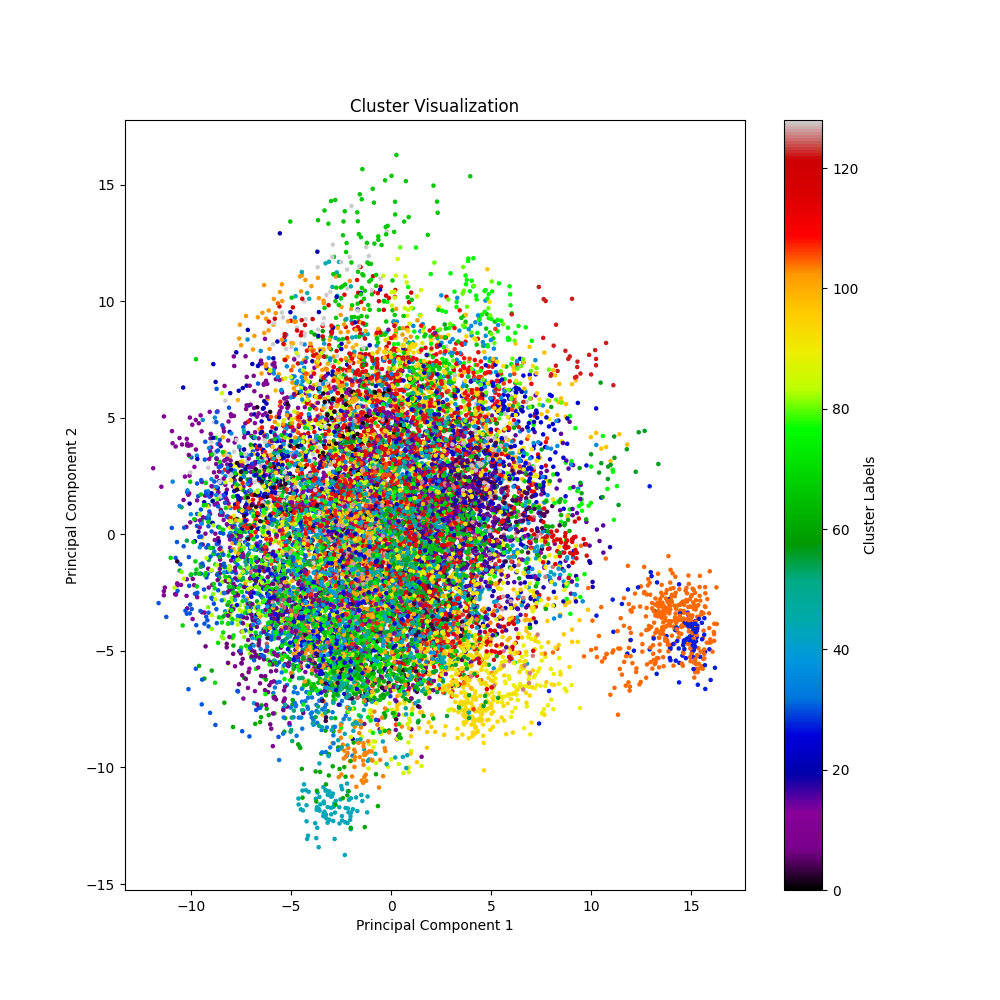 Cluster Visualization
15
10
5
0
−5
−10
−15
Principal Component 2
−10 −5 0 5 10 15
Principal Component 1
120
100
80
60
40
20
0
Cluster Labels